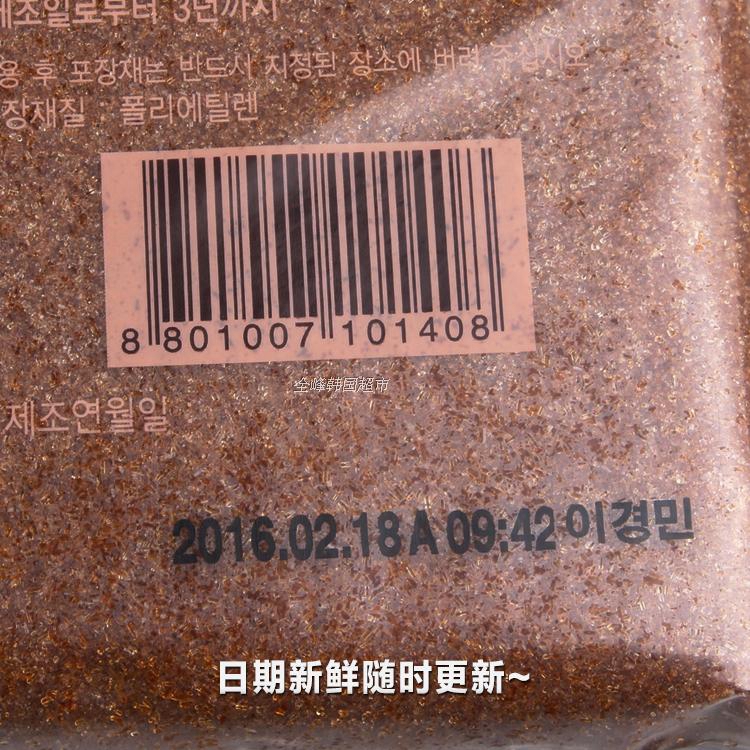 제조일로부터 3년까지
용 후 포장재는 반드시 지정된 장소에 버려 주십시오
장재질 : 폴리에틸렌
8 801007 101408
全峰韩国超市
제조연월일
2016.02.18 A 09:42 이경민
日期新鲜随时更新~